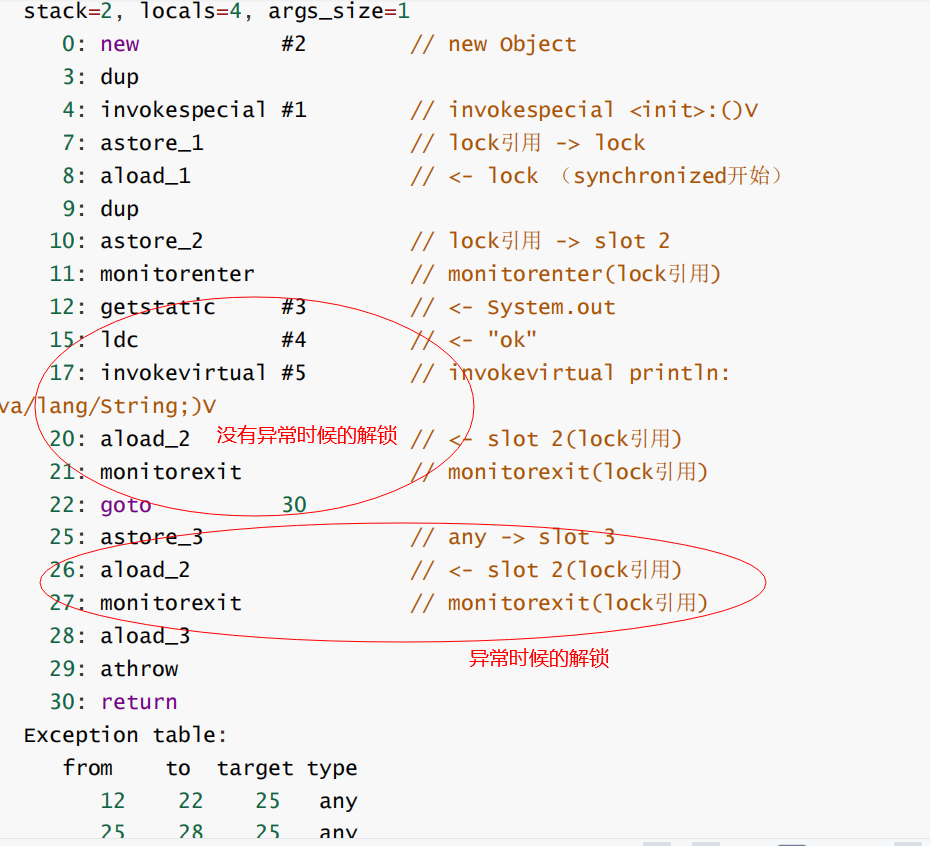 stack=2, locals=4, args_size=1
0: new #2 // new Object
3: dup
4: invokespecial #1 // invokespecial <init>:()V
7: astore_1 // lock引用 -> lock
8: aload_1 // <- lock （synchronized开始）
9: dup
10: astore_2 // lock引用 -> slot 2
11: monitorenter // monitorenter(lock引用)
12: getstatic #3 // <- System.out
15: ldc #4 // <- "ok"
17: invokevirtual #5 // invokevirtual println:
va/lang/String;)V
20: aload_2 // <- slot 2(lock引用)
没有异常时候的解锁
21: monitorexit // monitorexit(lock引用)
22: goto 30
25: astore_3 // any -> slot 3
26: aload_2 // <- slot 2(lock引用)
27: monitorexit // monitorexit(lock引用)
28: aload_3
异常时候的解锁
29: athrow
30: return
Exception table:
from to target type
12 22 25 any
25 28 25 any